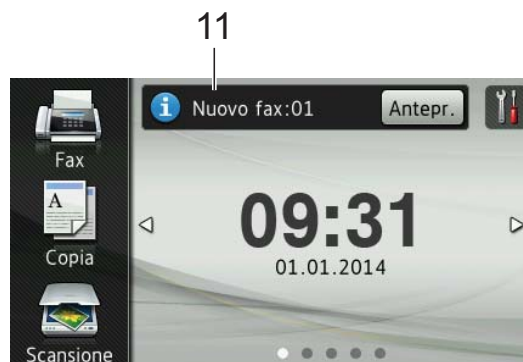 11
Nuovo fax:01
Antepr.
Fax
A
Copia
09:31
01.01.2014
Scansione